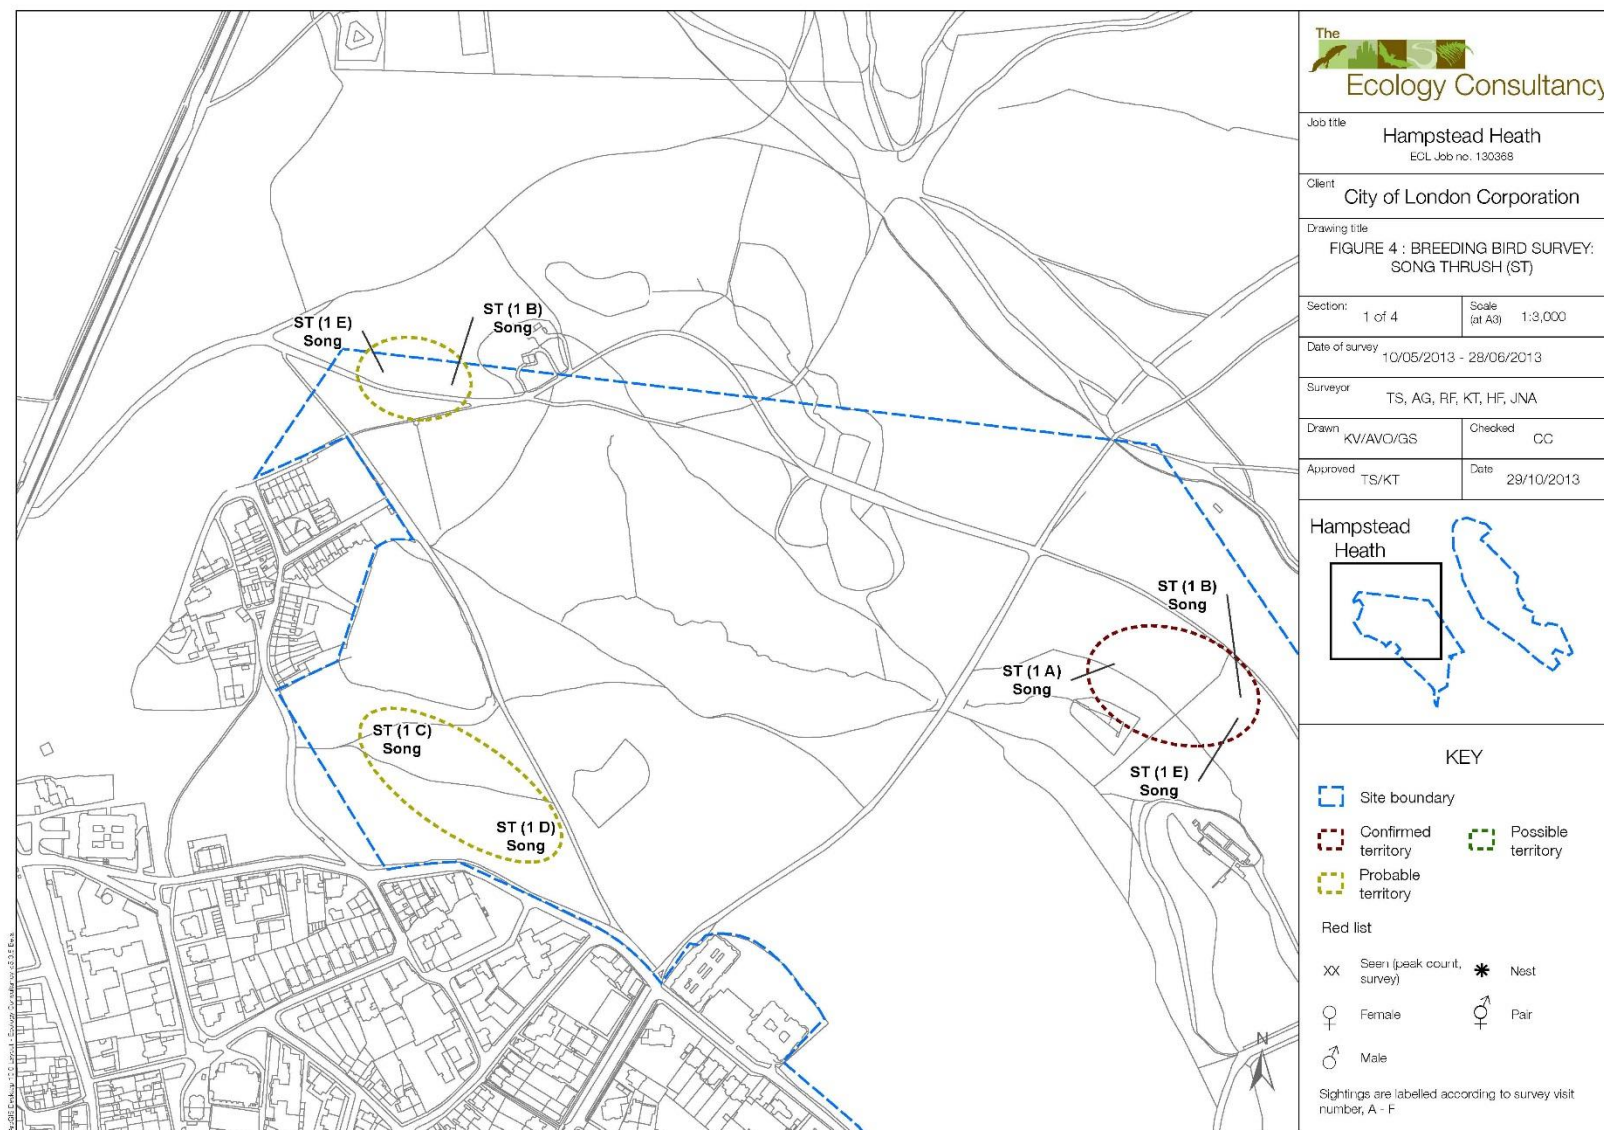 ST (1 E)
Song
ST (1 B)
Song
ST (1 B)
Song
ST (1 A)
Song
ST (1 E)
Song
ST (1 C)
Song
ST (1 D)
Song
N
The
Ecology Consultancy
Job title
Hampstead Heath
ECL Job no. 130368
Client
City of London Corporation
Drawing title
FIGURE 4 : BREEDING BIRD SURVEY:
SONG THRUSH (ST)
Section:
1 of 4
Scale
(at A3)
1:3,000
Date of survey
10/05/2013 - 28/06/2013
Surveyor
TS, AG, RF, KT, HF, JNA
Drawn
KV/AVO/GS
Checked
CC
Approved
TS/KT
Date
29/10/2013
Hampstead
Heath
KEY
Site boundary
Confirmed
territory
Possible
territory
Probable
territory
Red list
XX
Seen (peak count,
survey)
Nest
Female
Pair
Male
Sightings are labelled according to survey visit
number, A - F